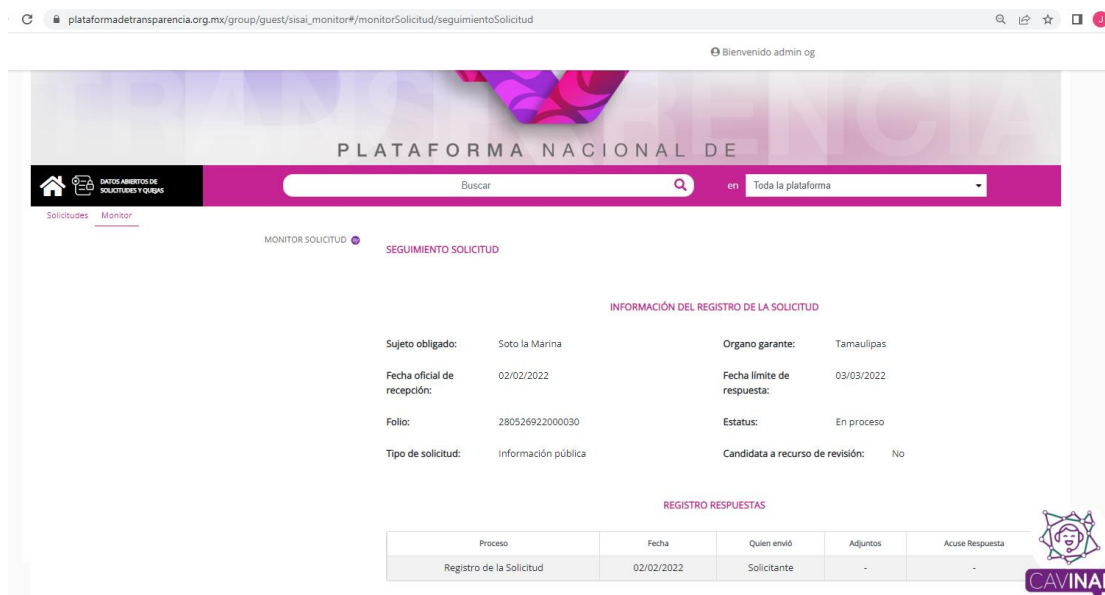 plataformadetransparencia.org.mx/group/guest/sisai_monitor#/monitorSolicitud/seguimientoSolicitud
J
Bienvenido admin og
TRANSPARENCIA
PLATAFORMA NACIONAL DE
DATOS ABIERTOS DE
SOLICITUDES Y QUEJAS
Buscar
en Toda la plataforma
Solicitudes Monitor
MONITOR SOLICITUD
SEGUIMIENTO SOLICITUD
INFORMACIÓN DEL REGISTRO DE LA SOLICITUD
Sujeto obligado: Soto la Marina Organo garante: Tamaulipas
Fecha oficial de recepción: 02/02/2022 Fecha límite de respuesta: 03/03/2022
Folio: 280526922000030 Estatus: En proceso
Tipo de solicitud: Información pública Candidata a recurso de revisión: No
REGISTRO RESPUESTAS
Proceso Fecha Quien envió Adjuntos Acuse Respuesta
Registro de la Solicitud 02/02/2022 Solicitante - -
CAVINAI